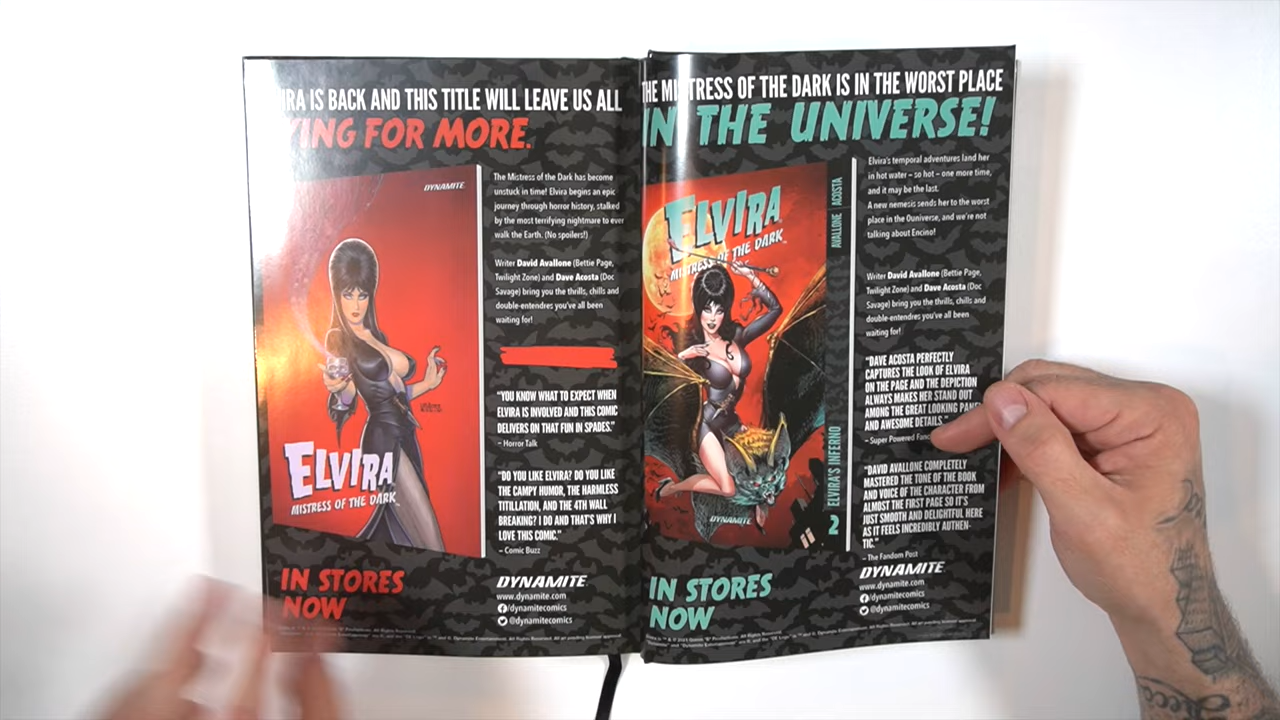 IRA IS BACK AND THIS TITLE WILL LEAVE US ALL
ING FOR MORE.
DYNAMITE
The Mistress of the Dark has become
unstuck in time! Elvira begins an epic
journey through horror history, stalked
by the most terrifying nightmare to ever
walk the Earth. (No spoilers!)
Writer David Avallone (Bettie Page,
Twilight Zone) and Dave Acosta (Doc
Savage) bring you the thrills, chills and
double-entendres you've all been
waiting for!
"YOU KNOW WHAT TO EXPECT WHEN
ELVIRA IS INVOLVED AND THIS COMIC
DELIVERS ON THAT FUN IN SPADES."
– Horror Talk
"DO YOU LIKE ELVIRA? DO YOU LIKE
THE CAMPY HUMOR, THE HARMLESS
TITILLATION, AND THE 4TH WALL
BREAKING? I DO AND THAT'S WHY I
LOVE THIS COMIC."
– Comic Buzz
ELVIRA
MISTRESS OF THE DARK
IN STORES
NOW
DYNAMITE
www.dynamite.com
/dynamitecomics
@dynamitecomics
THE MISTRESS OF THE DARK IS IN THE WORST PLACE
IN THE UNIVERSE!
ELVIRA
MISTRESS OF THE DARK
AVALLONE
ACOSTA
ELVIRA'S INFERNO
2
DYNAMITE
Elvira's temporal adventures land her
in hot water – so hot – one more time,
and it may be the last.
A new nemesis sends her to the worst
place in the Ouniverse, and we're not
talking about Encino!
Writer David Avallone (Bettie Page,
Twilight Zone) and Dave Acosta (Doc
Savage) bring you the thrills, chills and
double-entendres you've all been
waiting for!
"DAVE ACOSTA PERFECTLY
CAPTURES THE LOOK OF ELVIRA
ON THE PAGE AND THE DEPICTION
ALWAYS MAKES HER STAND OUT
AMONG THE GREAT LOOKING PANE
AND AWESOME DETAILS."
– Super Powered Fanc
"DAVID AVALLONE COMPLETELY
MASTERED THE TONE OF THE BOOK
AND VOICE OF THE CHARACTER FROM
ALMOST THE FIRST PAGE SO IT'S
JUST SMOOTH AND DELIGHTFUL HERE
AS IT FEELS INCREDIBLY AUTHEN-
TIC."
– The Fandom Post
IN STORES
NOW
DYNAMITE
www.dynamite.com
/dynamitecomics
@dynamitecomics